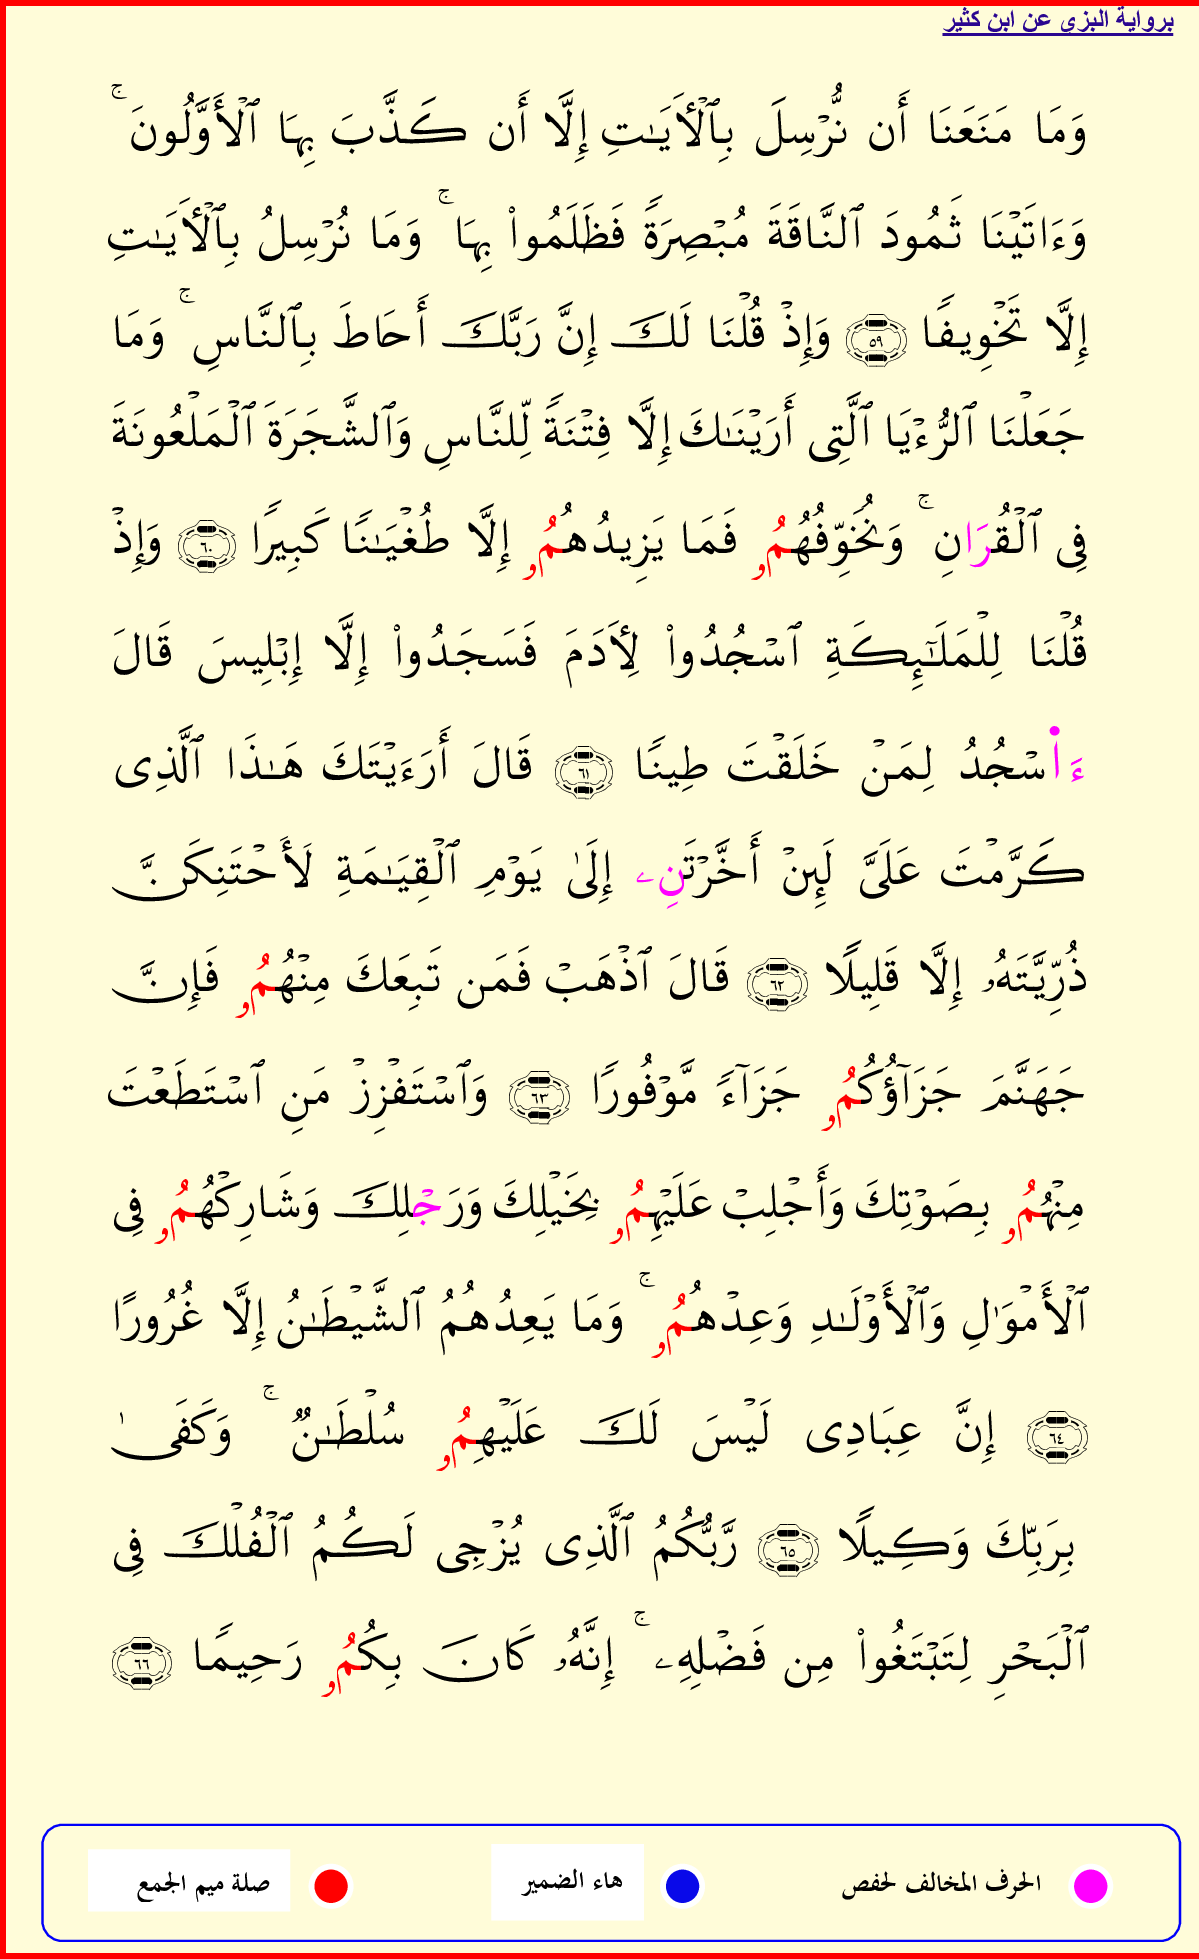 برواية البزى عن ابن كثير
وَمَا مَنَعَنَا أَن نُّرْسِلَ بِٱلْأَيَـٰتِ إِلَّا أَن كَذَّبَ بِهَا ٱلْأَوَّلُونَ ۚ
وَءَاتَيْنَا ثَمُودَ ٱلنَّاقَةَ مُبْصِرَةً فَظَلَمُوا۟ بِهَا ۚ وَمَا نُرْسِلُ بِٱلْأَيَـٰتِ
إِلَّا تَخْوِيفًا ٥٩ وَإِذْ قُلْنَا لَكَ إِنَّ رَبَّكَ أَحَاطَ بِٱلنَّاسِ ۚ وَمَا
جَعَلْنَا ٱلرُّءْيَا ٱلَّتِى أَرَيْنَـٰكَ إِلَّا فِتْنَةً لِّلنَّاسِ وَٱلشَّجَرَةَ ٱلْمَلْعُونَةَ
فِى ٱلْقُرَانِ ۚ وَنُخَوِّفُهُمُۥ فَمَا يَزِيدُهُمُۥ إِلَّا طُغْيَـٰنًا كَبِيرًا ٦٠ وَإِذْ
قُلْنَا لِلْمَلَـٰٓئِكَةِ ٱسْجُدُوا۟ لِأَدَمَ فَسَجَدُوا۟ إِلَّا إِبْلِيسَ قَالَ
ءَا۬سْجُدُ لِمَنْ خَلَقْتَ طِينًا ٦١ قَالَ أَرَءَيْتَكَ هَـٰذَا ٱلَّذِى
كَرَّمْتَ عَلَىَّ لَئِنْ أَخَّرْتَنِۦ إِلَىٰ يَوْمِ ٱلْقِيَـٰمَةِ لَأَحْتَنِكَنَّ
ذُرِّيَّتَهُۥ إِلَّا قَلِيلًا ٦٢ قَالَ ٱذْهَبْ فَمَن تَبِعَكَ مِنْهُمُۥ فَإِنَّ
جَهَنَّمَ جَزَآؤُكُمُۥ جَزَآءً مَّوْفُورًا ٦٣ وَٱسْتَفْزِزْ مَنِ ٱسْتَطَعْتَ
مِنْهُمُۥ بِصَوْتِكَ وَأَجْلِبْ عَلَيْهِمُۥ بِخَيْلِكَ وَرَجْلِكَ وَشَارِكْهُمُۥ فِى
ٱلْأَمْوَٰلِ وَٱلْأَوْلَـٰدِ وَعِدْهُمُۥ ۚ وَمَا يَعِدُهُمُ ٱلشَّيْطَـٰنُ إِلَّا غُرُورًا
٦٤ إِنَّ عِبَادِى لَيْسَ لَكَ عَلَيْهِمُۥ سُلْطَـٰنٌ ۚ وَكَفَىٰ
بِرَبِّكَ وَكِيلًا ٦٥ رَّبُّكُمُ ٱلَّذِى يُزْجِى لَكُمُ ٱلْفُلْكَ فِى
ٱلْبَحْرِ لِتَبْتَغُوا۟ مِن فَضْلِهِۦ ۚ إِنَّهُۥ كَانَ بِكُمُۥ رَحِيمًا ٦٦
الحرف المخالف لحفص هاء الضمير صلة ميم الجمع